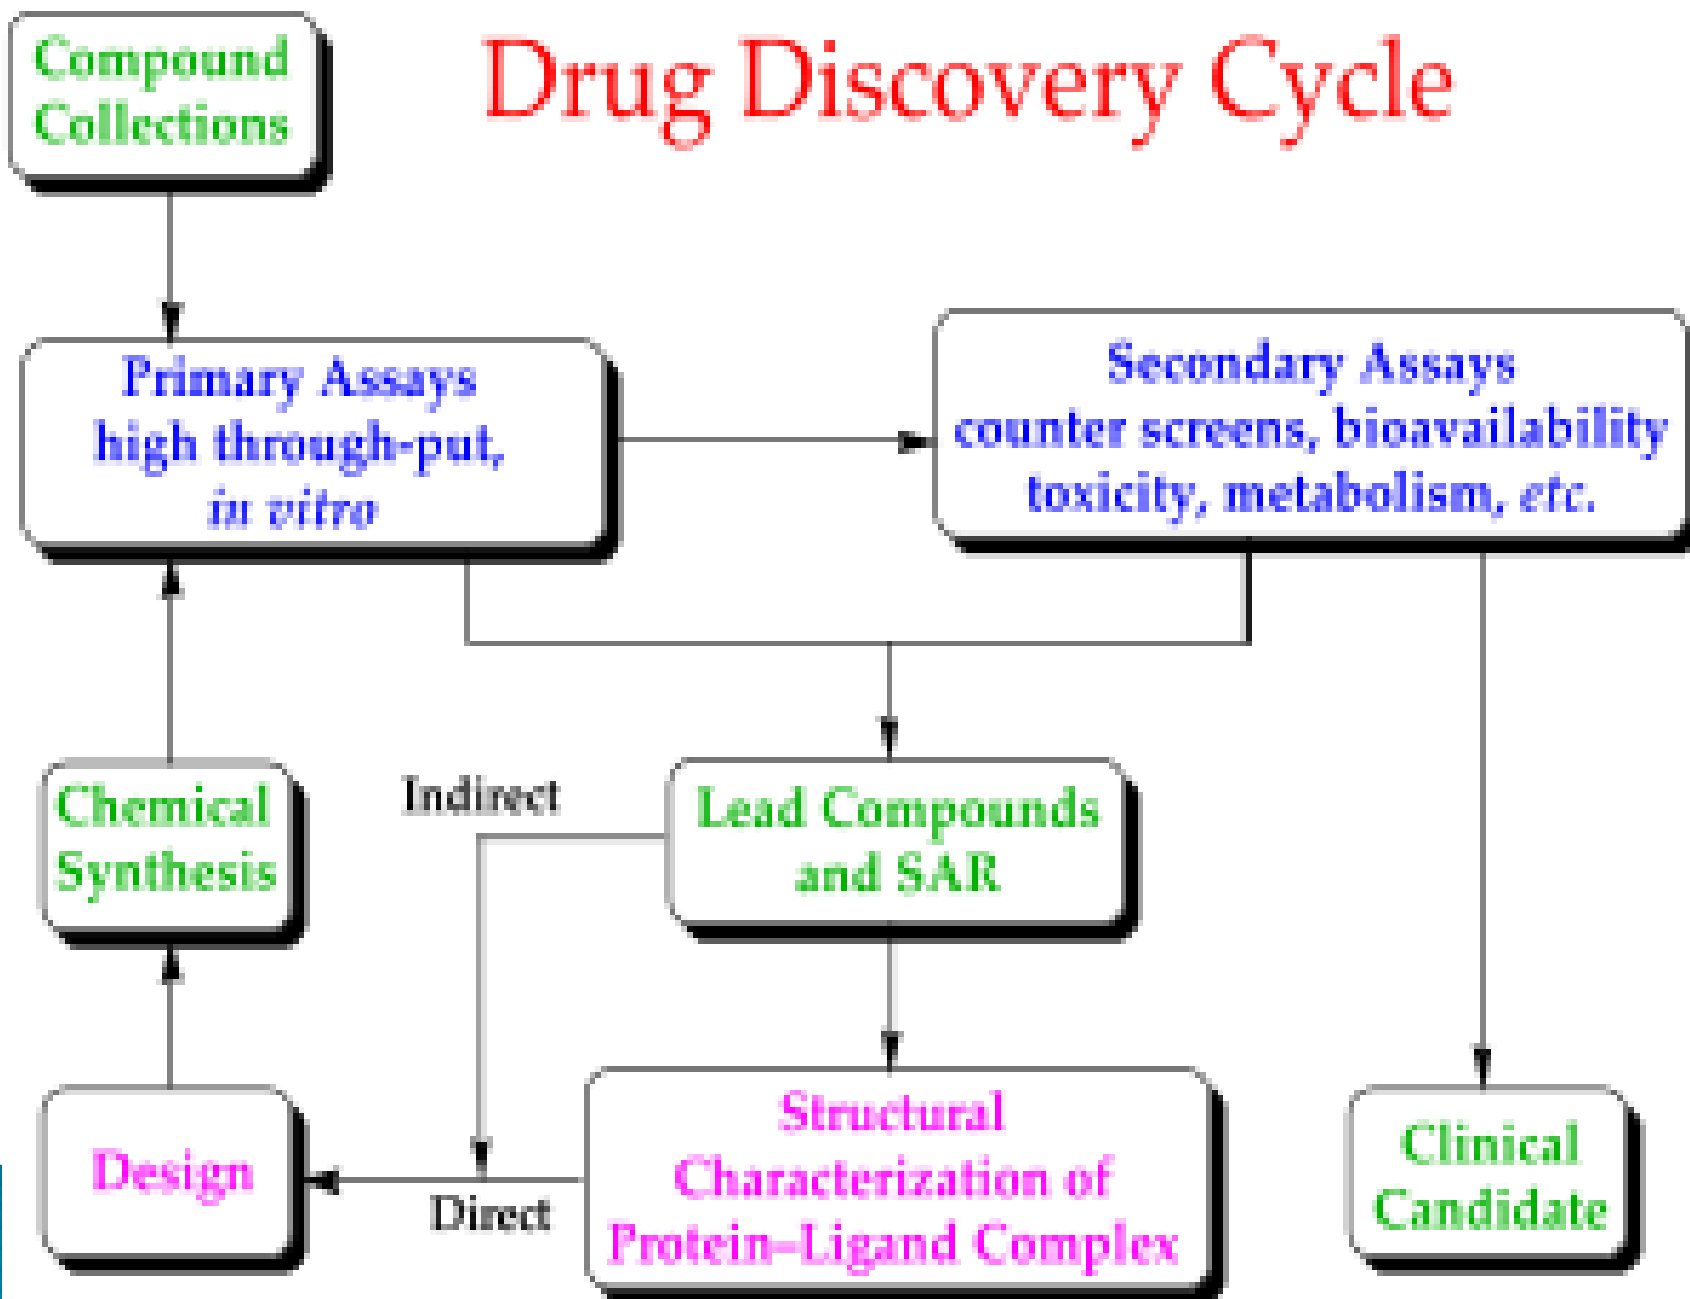 Compound
Collections
Drug Discovery Cycle
Primary Assays
high through-put,
in vitro
Secondary Assays
counter screens, bioavailability
toxicity, metabolism, etc.
Chemical
Synthesis
Indirect
Lead Compounds
and SAR
Design
Direct
Structural
Characterization of
Protein–Ligand Complex
Clinical
Candidate